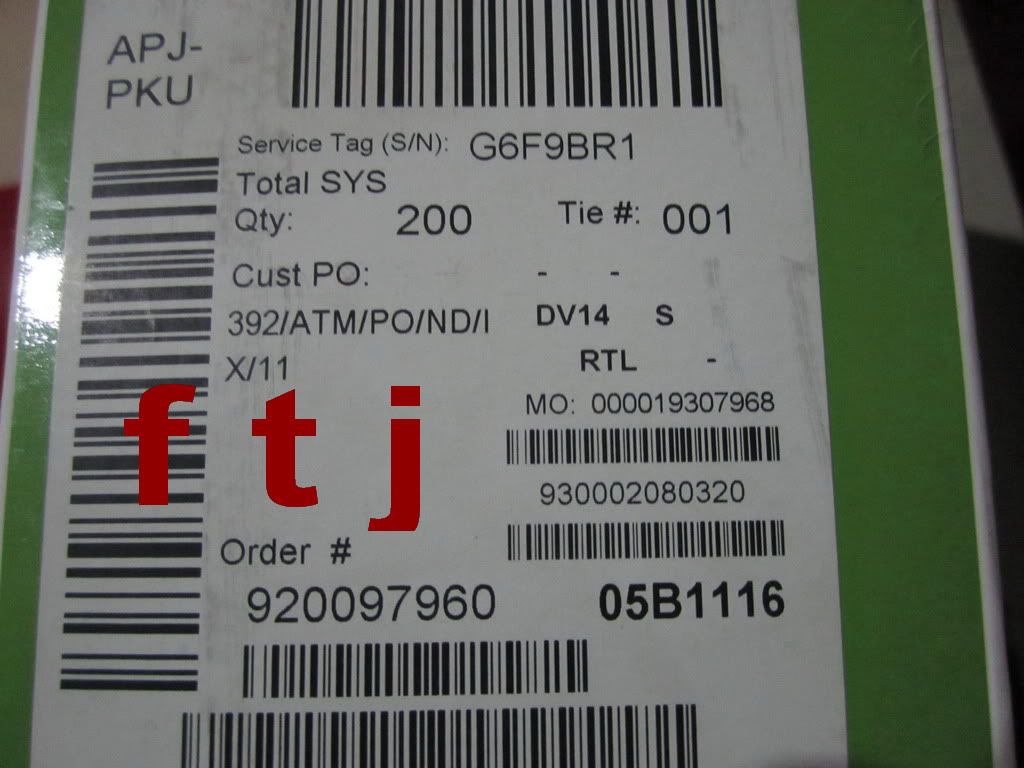 APJ-
PKU
Service Tag (S/N): G6F9BR1
Total SYS
Qty: 200 Tie #: 001
Cust PO: - -
392/ATM/PO/ND/I DV14 S
X/11 RTL -
MO: 000019307968
f t j
930002080320
Order #
920097960 05B1116